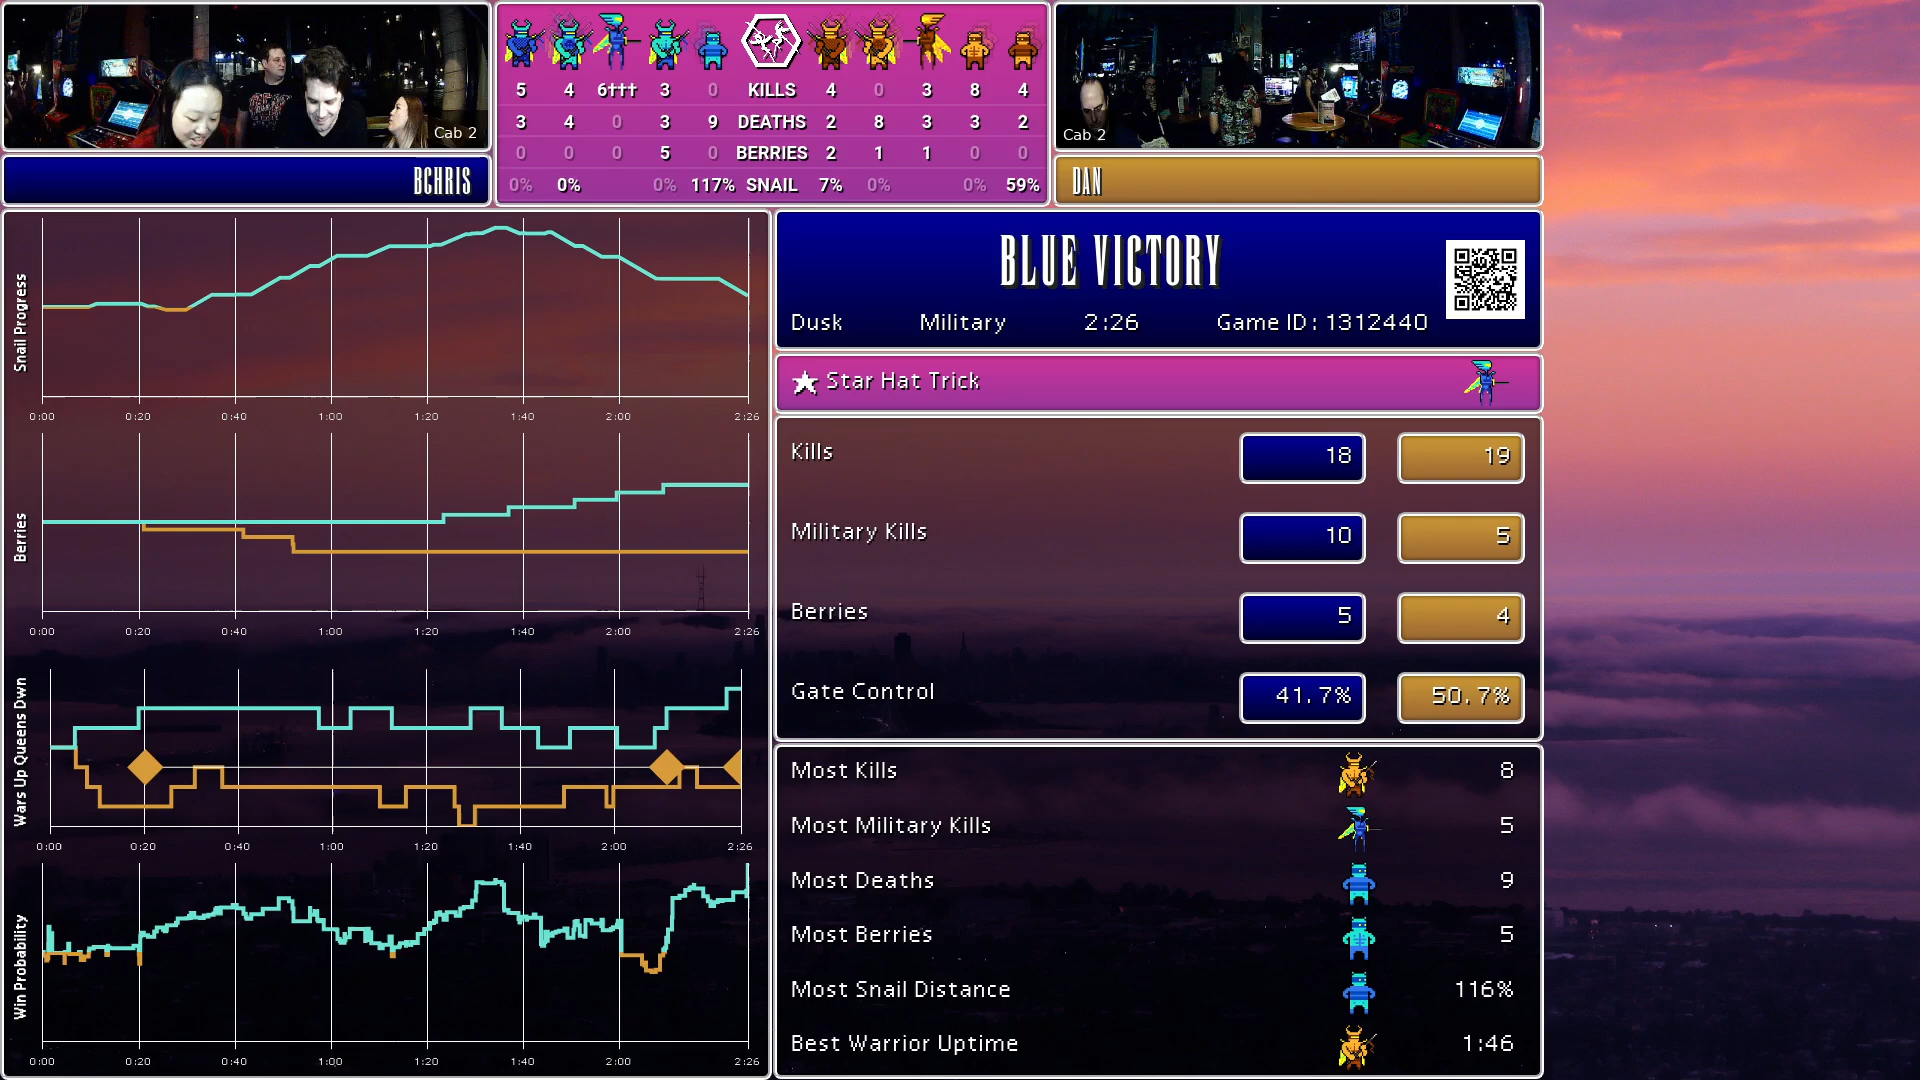 5 4 6††† 3 0 KILLS 4 0 3 8 4
3 4 0 3 9 DEATHS 2 8 3 3 2
0 0 0 5 0 BERRIES 2 1 1 0 0
0% 0% 0% 117% SNAIL 7% 0% 0% 59%
Cab 2
Cab 2
BCHRIS
DAN
Snail Progress
0:00 0:20 0:40 1:00 1:20 1:40 2:00 2:26
Berries
0:00 0:20 0:40 1:00 1:20 1:40 2:00 2:26
Wars Up Queens Dwn
0:00 0:20 0:40 1:00 1:20 1:40 2:00 2:26
Win Probability
0:00 0:20 0:40 1:00 1:20 1:40 2:00 2:26
BLUE VICTORY
Dusk Military 2:26 Game ID: 1312440
Star Hat Trick
Kills 18 19
Military Kills 10 5
Berries 5 4
Gate Control 41.7% 50.7%
Most Kills 8
Most Military Kills 5
Most Deaths 9
Most Berries 5
Most Snail Distance 116%
Best Warrior Uptime 1:46